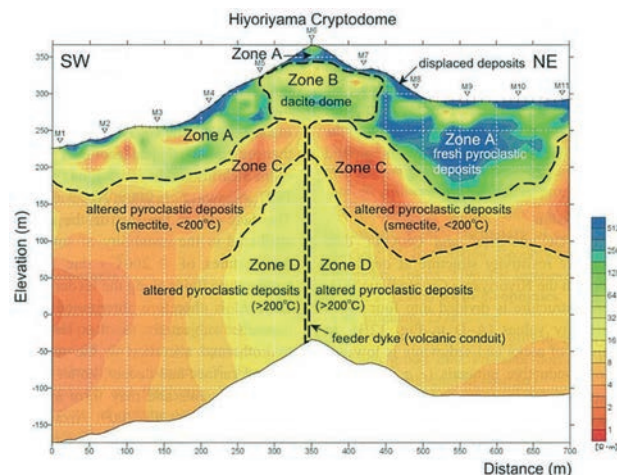 Hiyoriyama Cryptodome
SW
NE
M1
M2
M3
M4
M5
M6
M7
M8
M9
M10
M11
Zone A
displaced deposits
Zone B
dacite dome
Zone A
Zone A
fresh pyroclastic
deposits
Zone C
Zone C
altered pyroclastic deposits
(smectite, <200°C)
altered pyroclastic deposits
(smectite, <200°C)
Zone D
Zone D
altered pyroclastic deposits
(>200°C)
altered pyroclastic deposits
(>200°C)
feeder dyke (volcanic conduit)
Elevation (m)
350
300
250
200
150
100
50
0
-50
-100
-150
0
50
100
150
200
250
300
350
400
450
500
550
600
650
700
Distance (m)
512
256
128
64
32
16
8
4
2
1
[Ω·m]